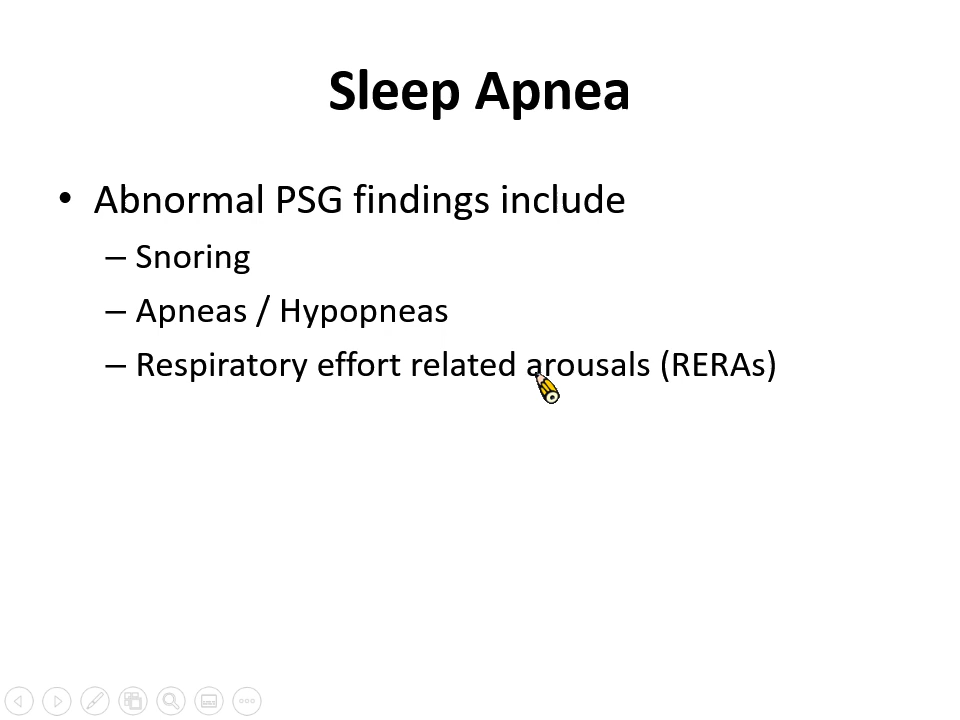 Sleep Apnea
• Abnormal PSG findings include
– Snoring
– Apneas / Hypopneas
– Respiratory effort related arousals (RERAs)